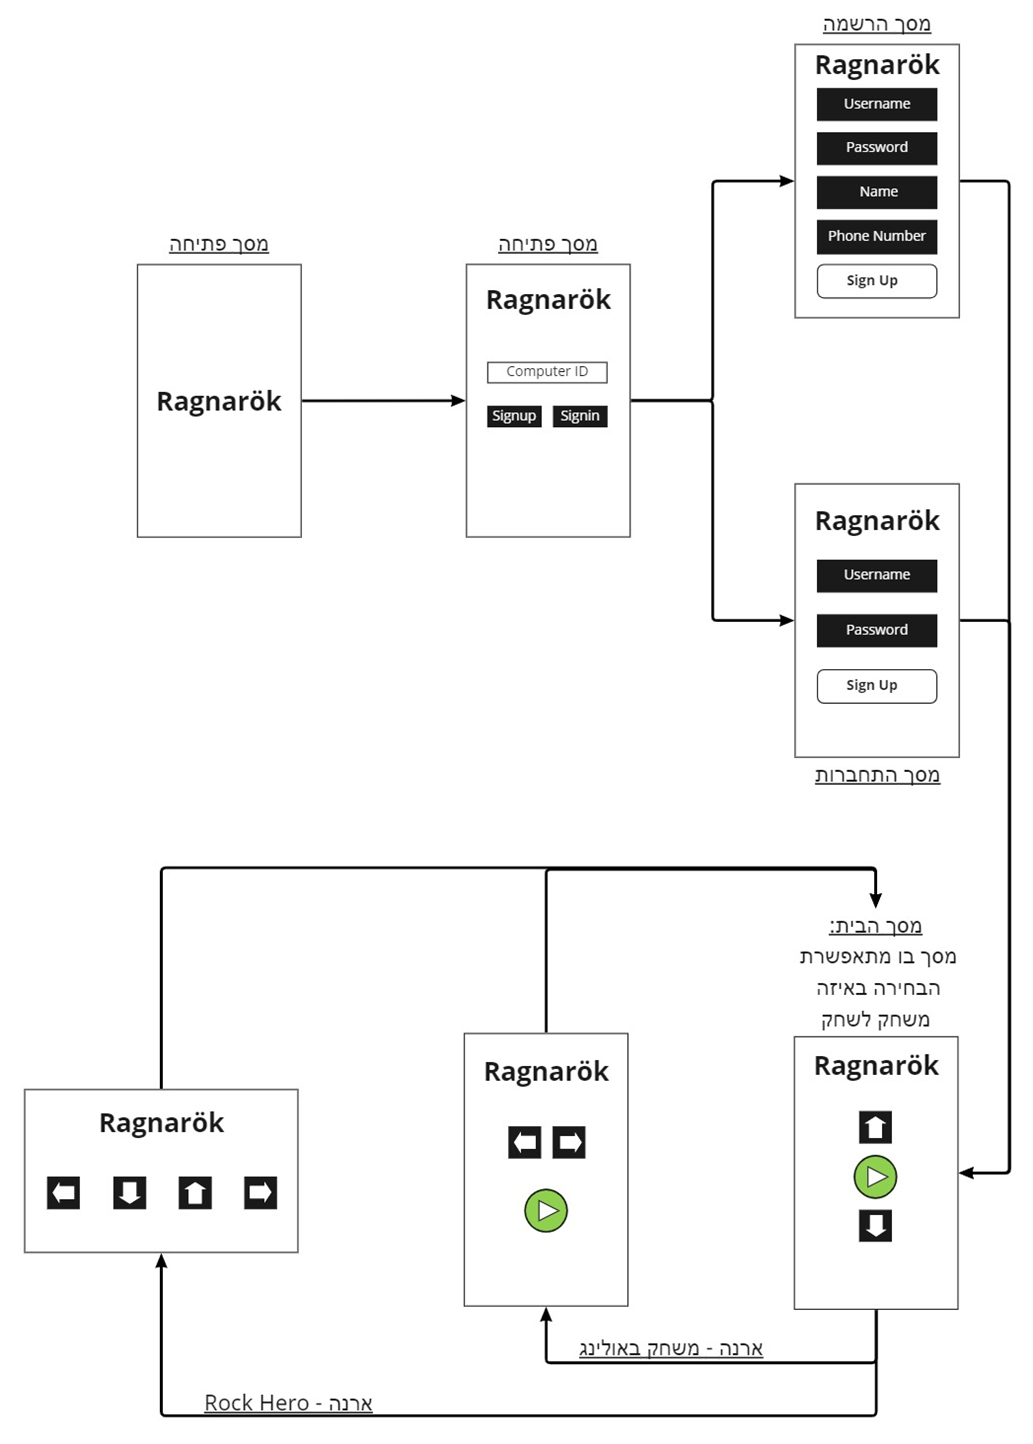 מסך הרשמה
Ragnarök
Username
Password
Name
Phone Number
Sign Up
מסך פתיחה
Ragnarök
מסך פתיחה
Ragnarök
Computer ID
Signup
Signin
Ragnarök
Username
Password
Sign Up
מסך התחברות
מסך הבית:
מסך בו מתאפשרת
הבחירה באיזה
משחק לשחק
Ragnarök
Ragnarök
Ragnarök
ארנה - משחק באולינג
ארנה - Rock Hero